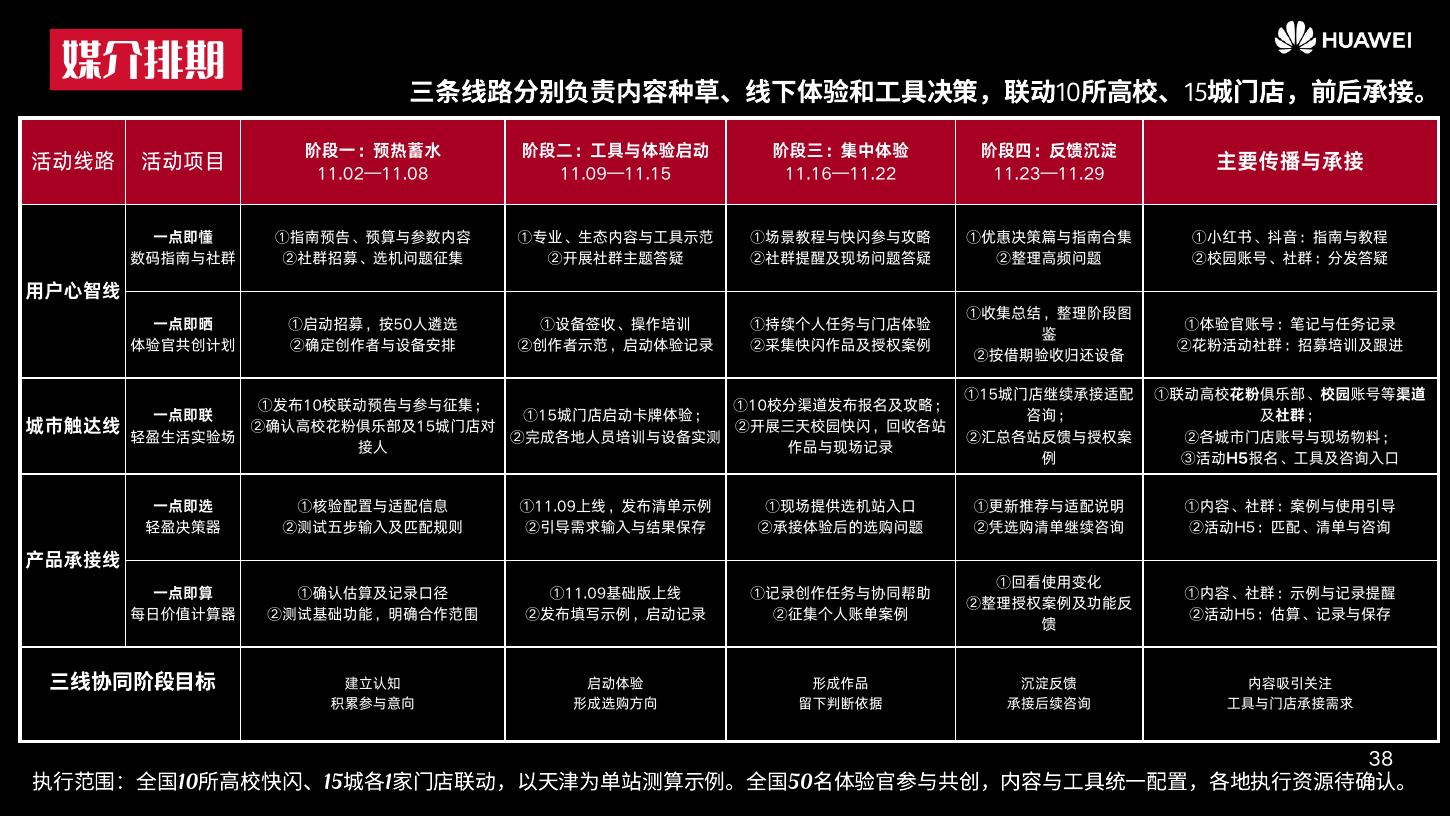 媒介排期
HUAWEI
三条线路分别负责内容种草、线下体验和工具决策，联动10所高校、15城门店，前后承接。
活动线路
活动项目
阶段一：预热蓄水
11.02—11.08
阶段二：工具与体验启动
11.09—11.15
阶段三：集中体验
11.16—11.22
阶段四：反馈沉淀
11.23—11.29
主要传播与承接
用户心智线
一点即懂
数码指南与社群
①指南预告、预算与参数内容
②社群招募、选机问题征集
①专业、生态内容与工具示范
②开展社群主题答疑
①场景教程与快闪参与攻略
②社群提醒及现场问题答疑
①优惠决策篇与指南合集
②整理高频问题
①小红书、抖音：指南与教程
②校园账号、社群：分发答疑
一点即晒
体验官共创计划
①启动招募，按50人遴选
②确定创作者与设备安排
①设备签收、操作培训
②创作者示范，启动体验记录
①持续个人任务与门店体验
②采集快闪作品及授权案例
①收集总结，整理阶段图
鉴
②按借期验收归还设备
①体验官账号：笔记与任务记录
②花粉活动社群：招募培训及跟进
城市触达线
一点即联
轻盈生活实验场
①发布10校联动预告与参与征集；
②确认高校花粉俱乐部及15城门店对
接人
①15城门店启动卡牌体验；
②完成各地人员培训与设备实测
①10校分渠道发布报名及攻略；
②开展三天校园快闪，回收各站
作品与现场记录
①15城门店继续承接适配
咨询；
②汇总各站反馈与授权案
例
①联动高校花粉俱乐部、校园账号等渠道
及社群；
②各城市门店账号与现场物料；
③活动H5报名、工具及咨询入口
产品承接线
一点即选
轻盈决策器
①核验配置与适配信息
②测试五步输入及匹配规则
①11.09上线，发布清单示例
②引导需求输入与结果保存
①现场提供选机站入口
②承接体验后的选购问题
①更新推荐与适配说明
②凭选购清单继续咨询
①内容、社群：案例与使用引导
②活动H5：匹配、清单与咨询
一点即算
每日价值计算器
①确认估算及记录口径
②测试基础功能，明确合作范围
①11.09基础版上线
②发布填写示例，启动记录
①记录创作任务与协同帮助
②征集个人账单案例
①回看使用变化
②整理授权案例及功能反
馈
①内容、社群：示例与记录提醒
②活动H5：估算、记录与保存
三线协同阶段目标
建立认知
积累参与意向
启动体验
形成选购方向
形成作品
留下判断依据
沉淀反馈
承接后续咨询
内容吸引关注
工具与门店承接需求
38
执行范围：全国10所高校快闪、15城各1家门店联动，以天津为单站测算示例。全国50名体验官参与共创，内容与工具统一配置，各地执行资源待确认。